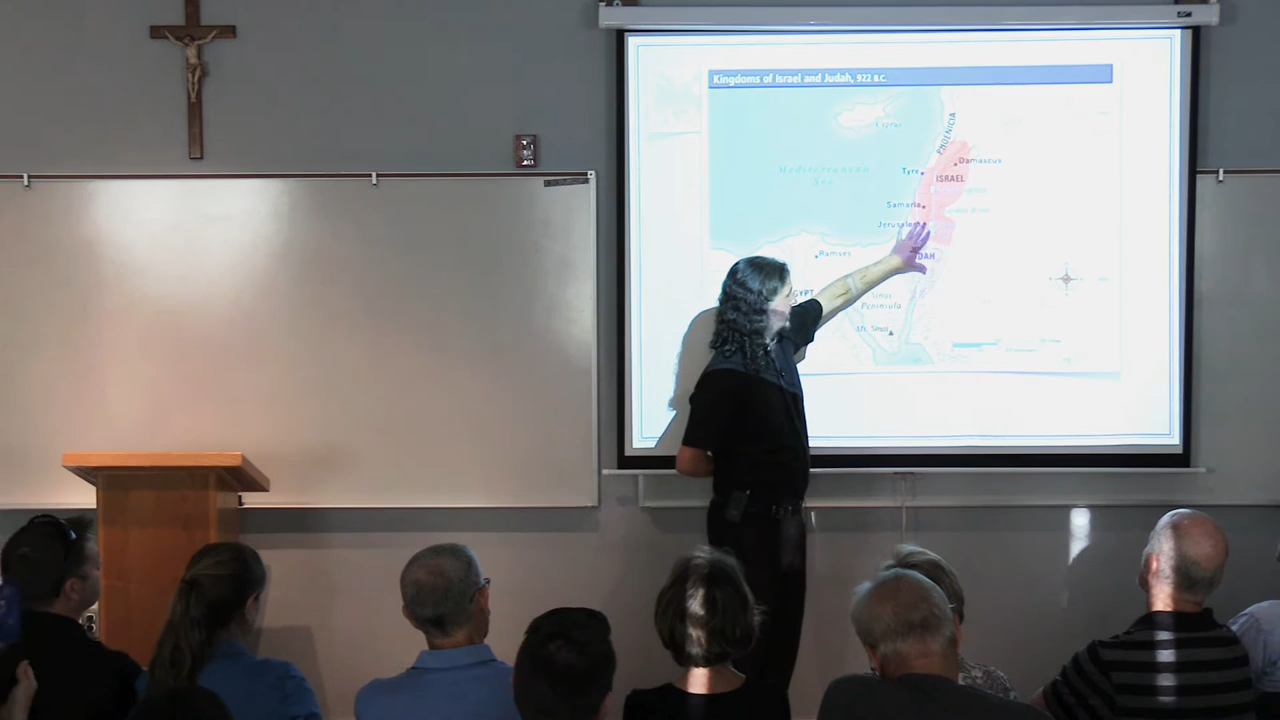 Kingdoms of Israel and Judah, 922 B.C.
Cyprus
PHOENICIA
Damascus
Mediterranean
Sea
Tyre
ISRAEL
Samaria
Jerusalem
Ramses
DAH
GYPT
Sinai
Peninsula
Mt. Sinai